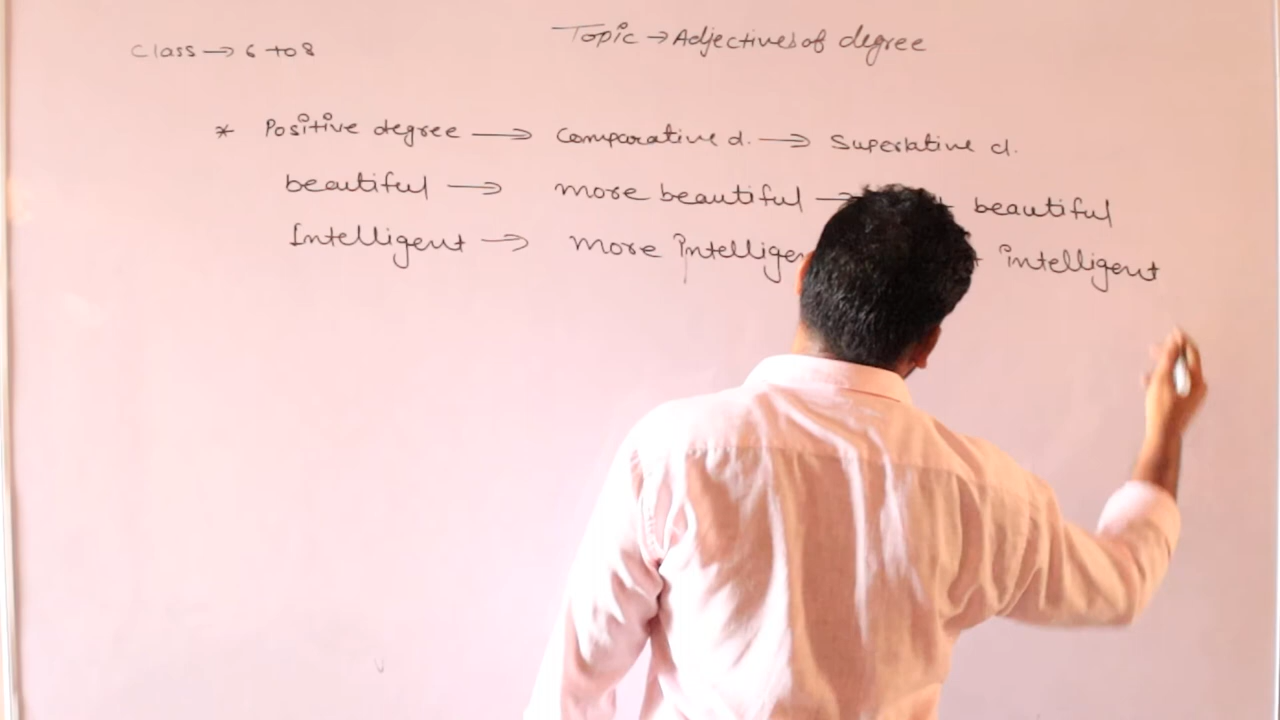 Class → 6 to 8
Topic → Adjectives of degree
* Positive degree → Comparative d. → Superlative d.
beautiful → more beautiful → beautiful
Intelligent → more intelligen intelligent